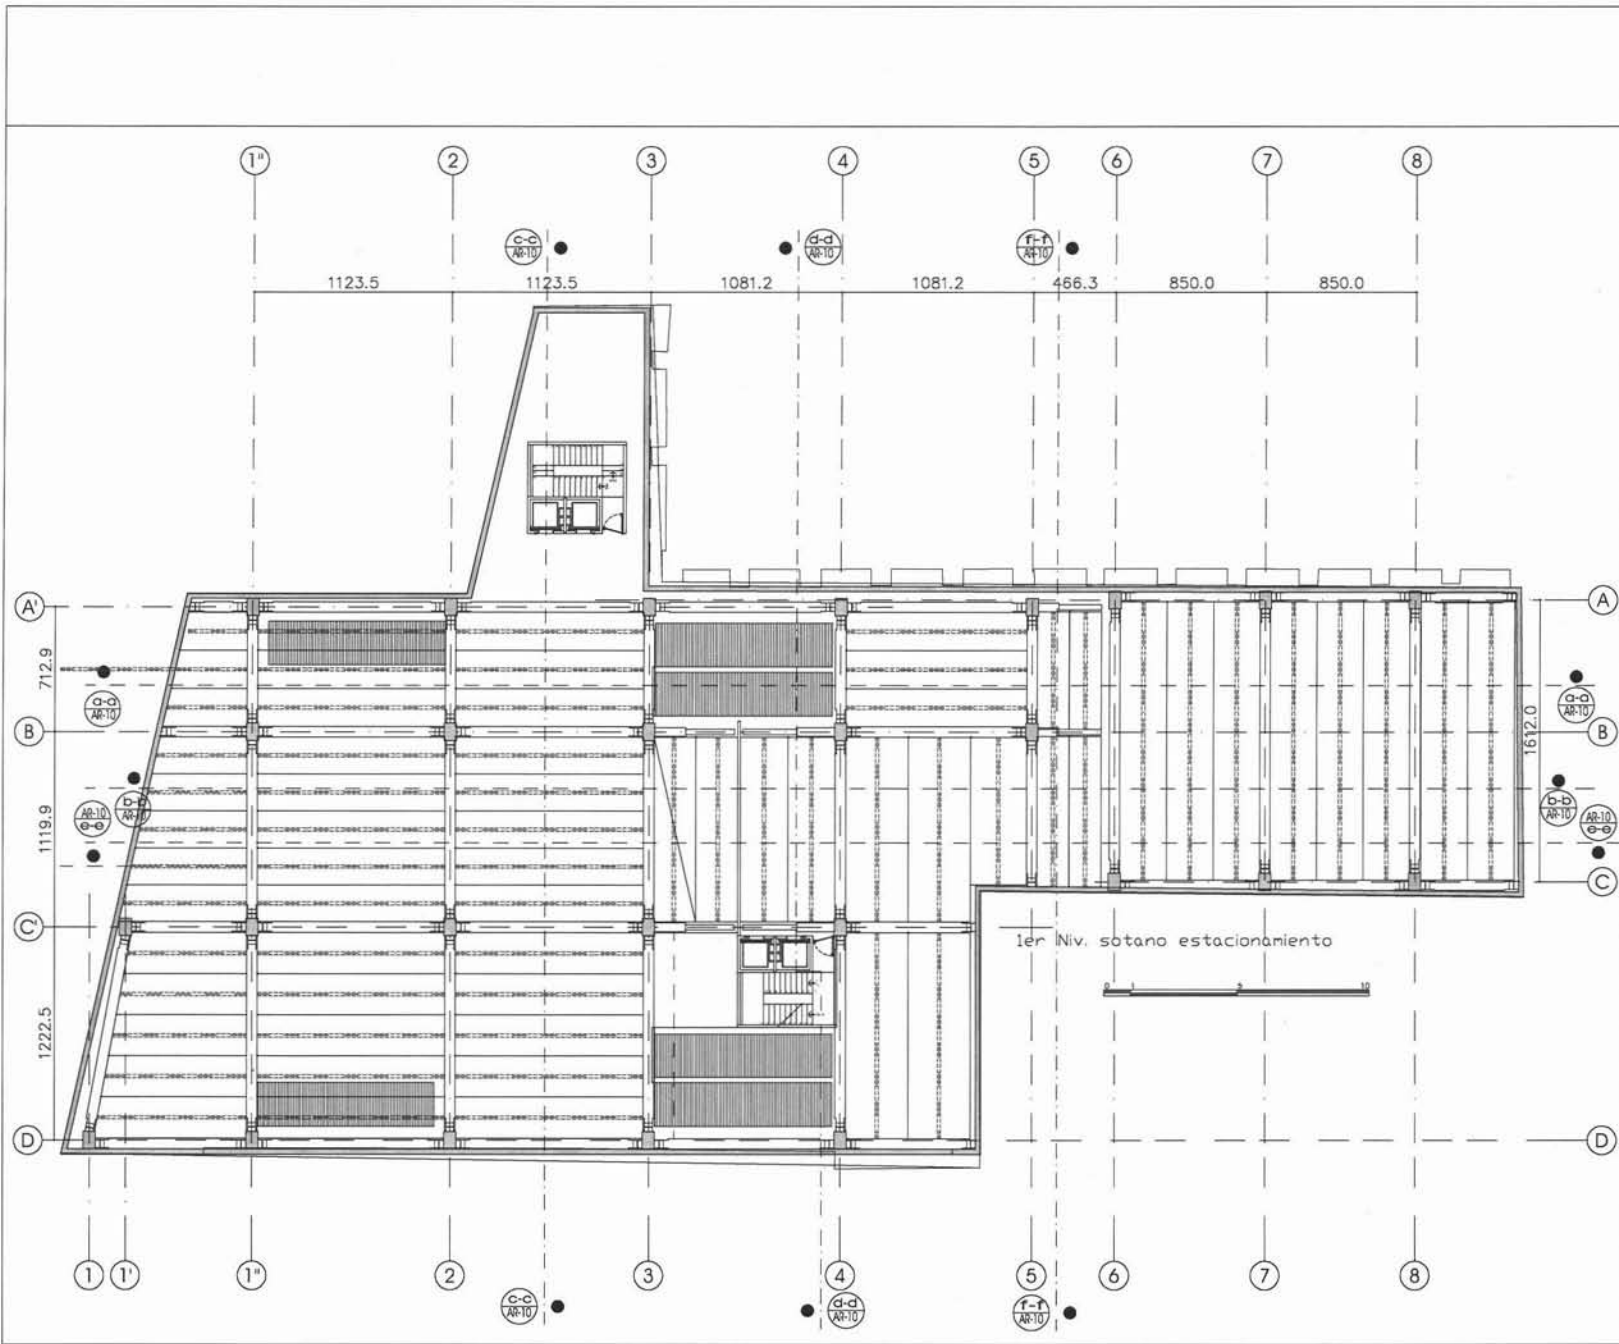 1" 2 3 4 5 6 7 8
c-c AR-10
d-d AR-10
f-f AR-10
1123.5 1123.5 1081.2 1081.2 466.3 850.0 850.0
A' A
712.9
a-a AR-10
a-a AR-10
B B
1612.0
b-b
b-b AR-10
AR-10 e-e
AR-10 e-e
1119.9
C' C
1er Niv. sotano estacionamiento
0 1 5 10
1222.5
D D
1 1' 1" 2 3 4 5 6 7 8
c-c AR-10
d-d AR-10
f-f AR-10